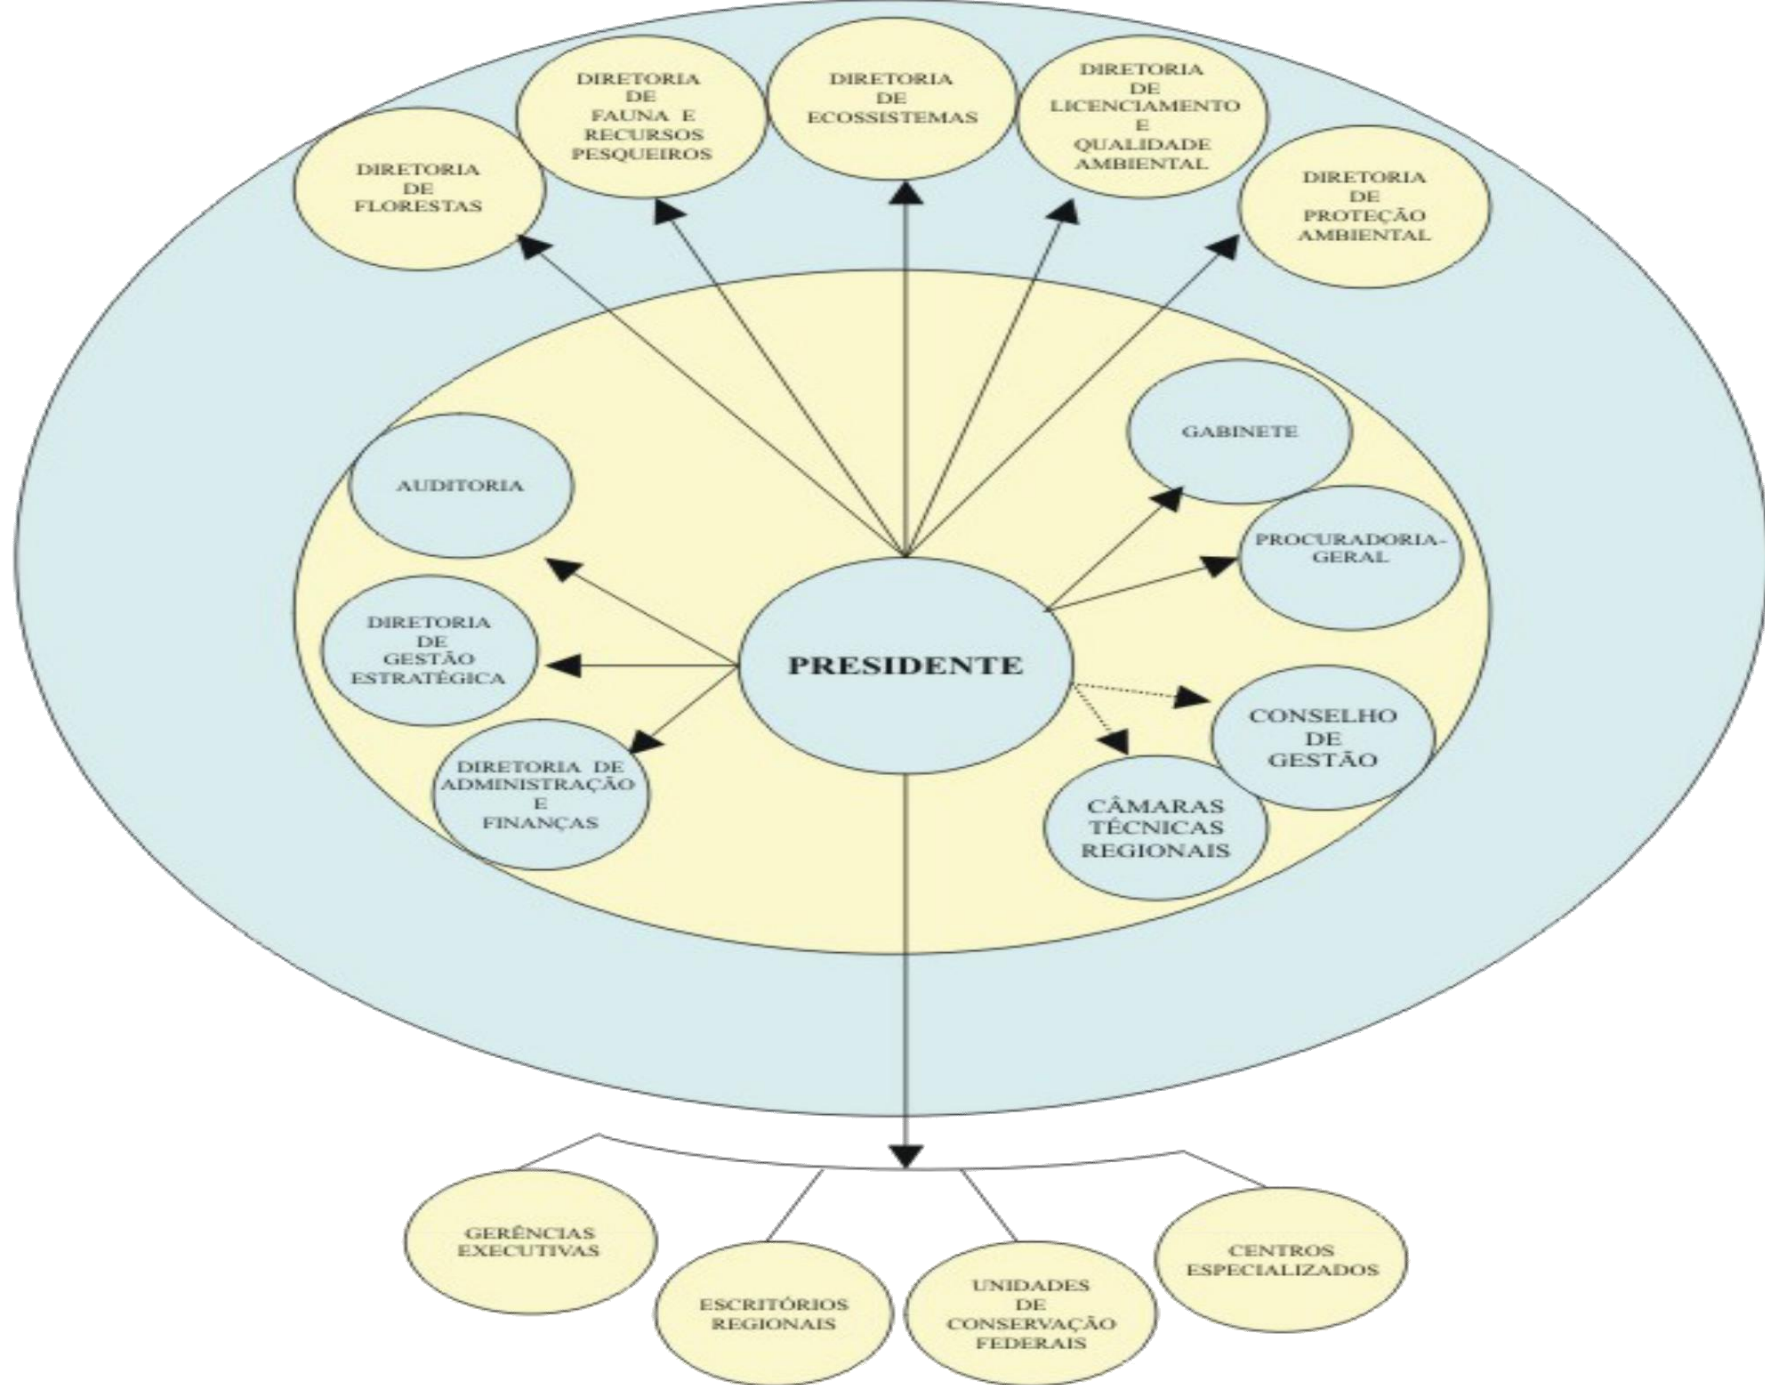 DIRETORIA
DE
FLORESTAS
DIRETORIA
DE
FAUNA E
RECURSOS
PESQUEIROS
DIRETORIA
DE
ECOSSISTEMAS
DIRETORIA
DE
LICENCIAMENTO
E
QUALIDADE
AMBIENTAL
DIRETORIA
DE
PROTEÇÃO
AMBIENTAL
AUDITORIA
DIRETORIA
DE
GESTÃO
ESTRATÉGICA
DIRETORIA DE
ADMINISTRAÇÃO
E
FINANÇAS
PRESIDENTE
GABINETE
PROCURADORIA-
GERAL
CONSELHO
DE
GESTÃO
CÂMARAS
TÉCNICAS
REGIONAIS
GERÊNCIAS
EXECUTIVAS
ESCRITÓRIOS
REGIONAIS
UNIDADES
DE
CONSERVAÇÃO
FEDERAIS
CENTROS
ESPECIALIZADOS